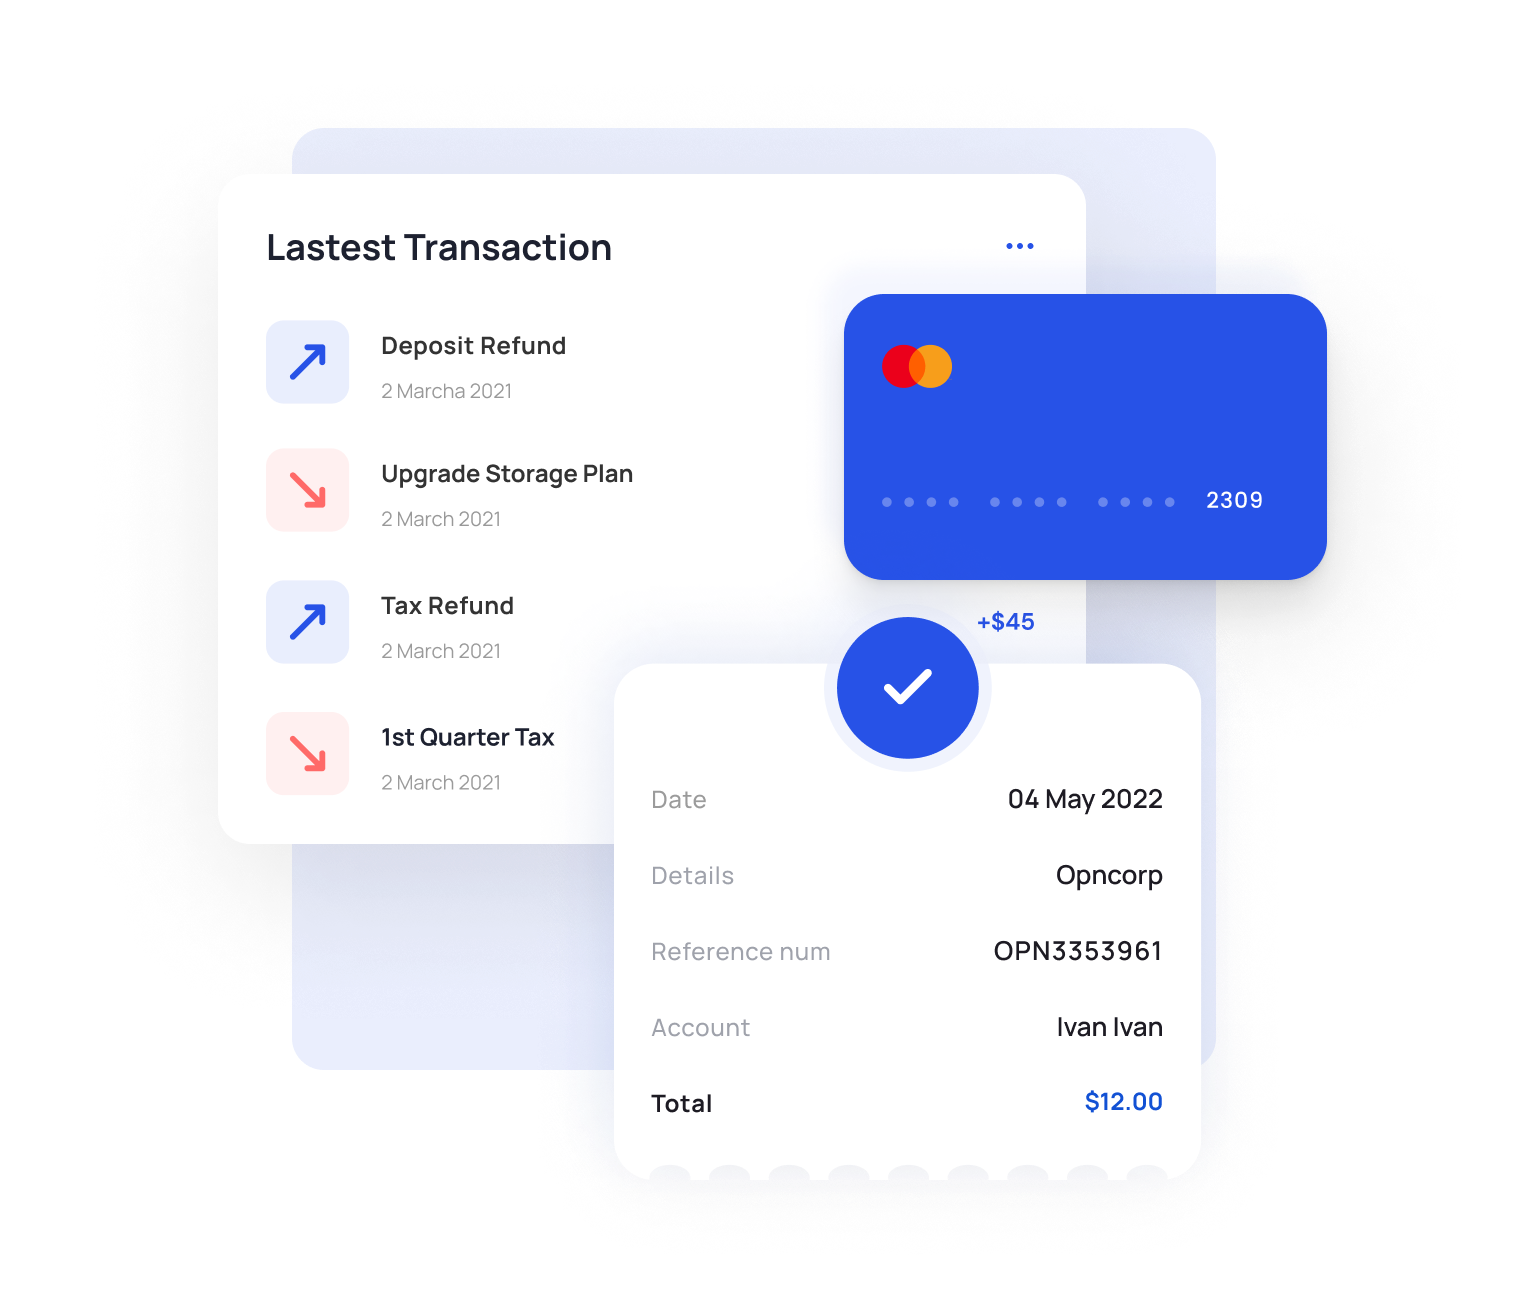 Lastest Transaction
Deposit Refund
2 Marcha 2021
Upgrade Storage Plan
2 March 2021
2309
Tax Refund
+$45
2 March 2021
1st Quarter Tax
2 March 2021
Date 04 May 2022
Details Opncorp
Reference num OPN3353961
Account Ivan Ivan
Total $12.00